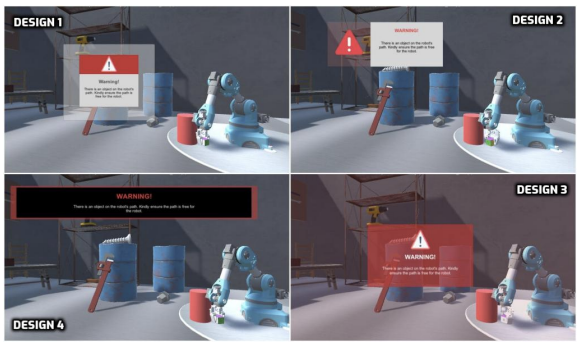 DESIGN 1
Warning!
There is an object on the robot's
path. Kindly ensure the path is
free for the robot.
DESIGN 2
WARNING!
There is an object on the robot's
path. Kindly ensure the path is free
for the robot.
DESIGN 4
WARNING!
There is an object on the robot's path. Kindly ensure the path is free for
the robot.
DESIGN 3
WARNING!
There is an object on the robot's path. Kindly
ensure the path is free for the robot.